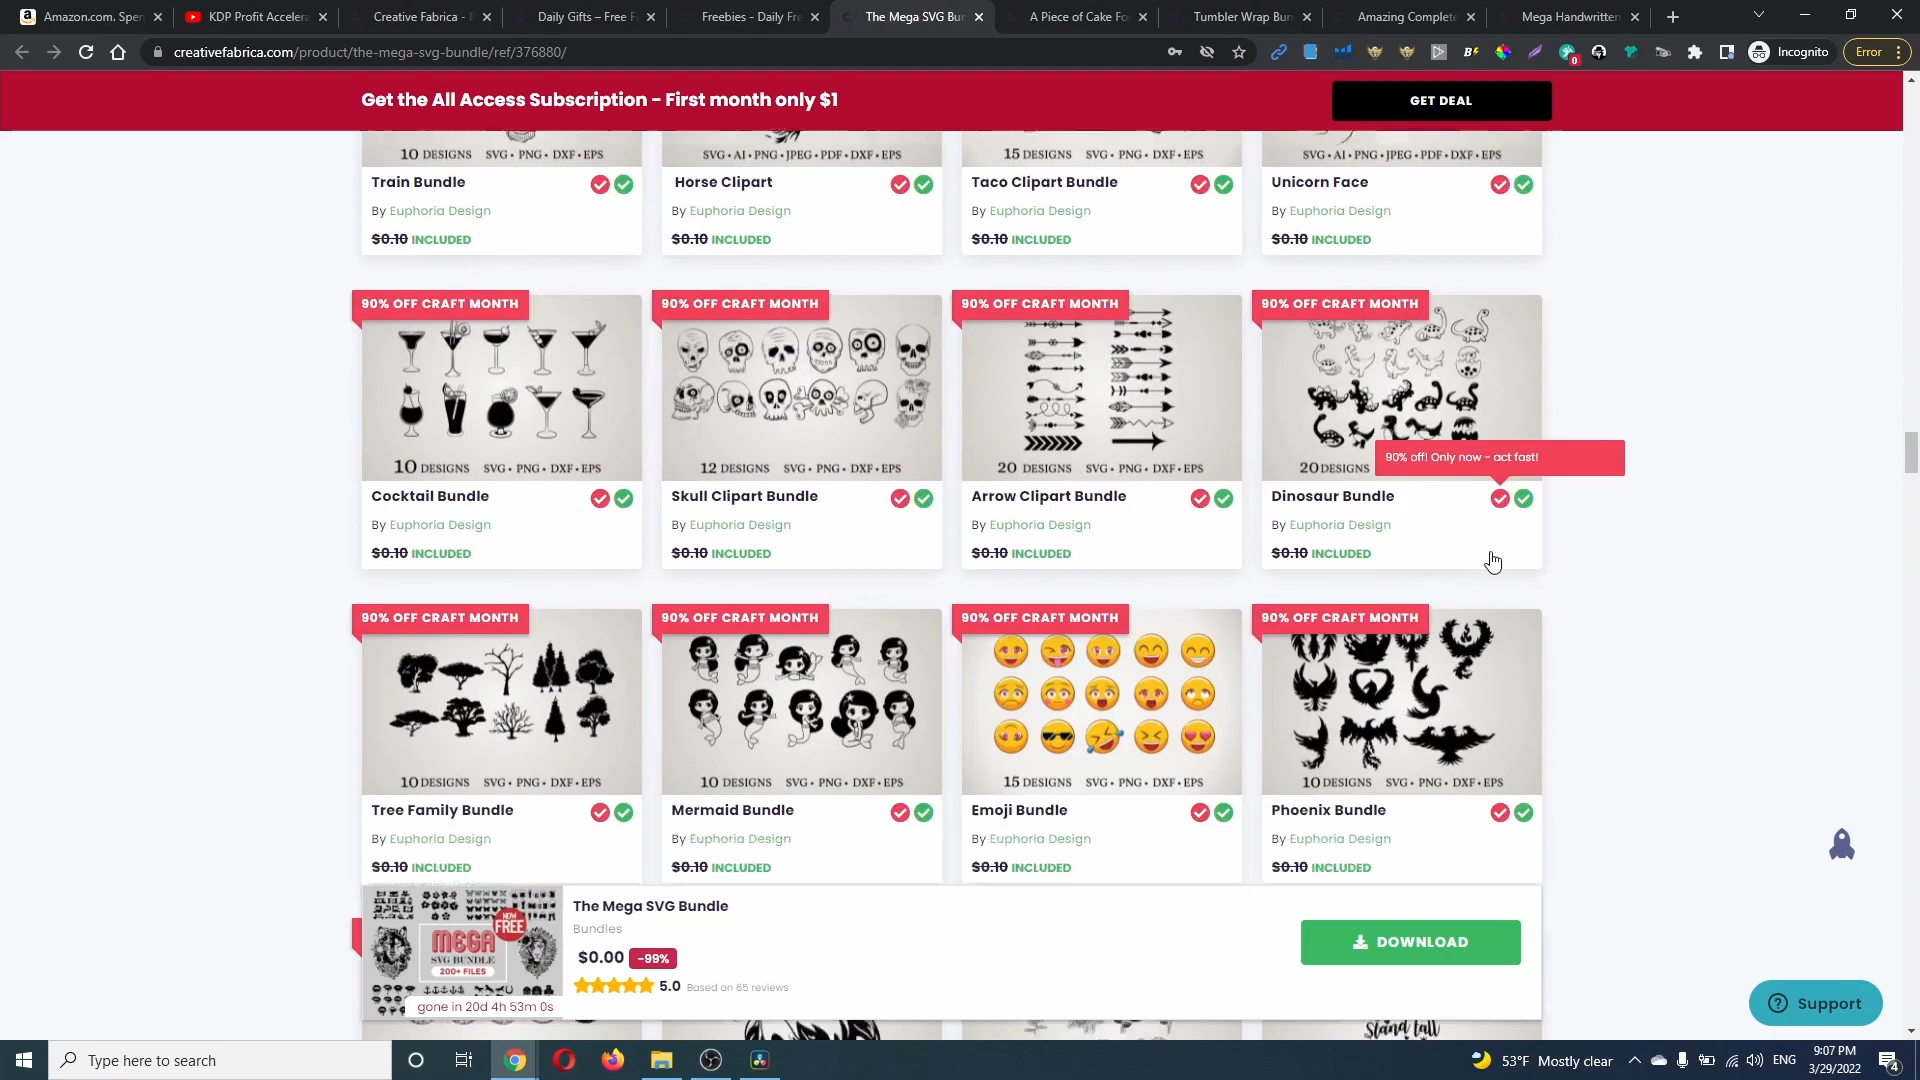 Amazon.com. Spen
KDP Profit Accelera
Creative Fabrica - P
Daily Gifts – Free F
Freebies - Daily Fre
The Mega SVG Bun
A Piece of Cake Fo
Tumbler Wrap Bun
Amazing Complete
Mega Handwritten
creativefabrica.com/product/the-mega-svg-bundle/ref/376880/
Incognito
Error
Get the All Access Subscription - First month only $1
GET DEAL
10 DESIGNS SVG • PNG • DXF • EPS
SVG • AI • PNG • JPEG • PDF • DXF • EPS
15 DESIGNS SVG • PNG • DXF • EPS
SVG • AI • PNG • JPEG • PDF • DXF • EPS
Train Bundle
Horse Clipart
Taco Clipart Bundle
Unicorn Face
By Euphoria Design
By Euphoria Design
By Euphoria Design
By Euphoria Design
$0.10 INCLUDED
$0.10 INCLUDED
$0.10 INCLUDED
$0.10 INCLUDED
90% OFF CRAFT MONTH
90% OFF CRAFT MONTH
90% OFF CRAFT MONTH
90% OFF CRAFT MONTH
10 DESIGNS SVG • PNG • DXF • EPS
12 DESIGNS SVG • PNG • DXF • EPS
20 DESIGNS SVG • PNG • DXF • EPS
20 DESIGNS
90% off! Only now - act fast!
Cocktail Bundle
Skull Clipart Bundle
Arrow Clipart Bundle
Dinosaur Bundle
By Euphoria Design
By Euphoria Design
By Euphoria Design
By Euphoria Design
$0.10 INCLUDED
$0.10 INCLUDED
$0.10 INCLUDED
$0.10 INCLUDED
90% OFF CRAFT MONTH
90% OFF CRAFT MONTH
90% OFF CRAFT MONTH
90% OFF CRAFT MONTH
10 DESIGNS SVG • PNG • DXF • EPS
10 DESIGNS SVG • PNG • DXF • EPS
15 DESIGNS SVG • PNG • DXF • EPS
10 DESIGNS SVG • PNG • DXF • EPS
Tree Family Bundle
Mermaid Bundle
Emoji Bundle
Phoenix Bundle
By Euphoria Design
By Euphoria Design
By Euphoria Design
By Euphoria Design
$0.10 INCLUDED
$0.10 INCLUDED
$0.10 INCLUDED
$0.10 INCLUDED
NOW
FREE
MEGA
SVG BUNDLE
200+ FILES
gone in 20d 4h 53m 0s
The Mega SVG Bundle
Bundles
$0.00 -99%
5.0 Based on 65 reviews
DOWNLOAD
Support
Stand tall
Type here to search
53°F Mostly clear
ENG
9:07 PM
3/29/2022
4